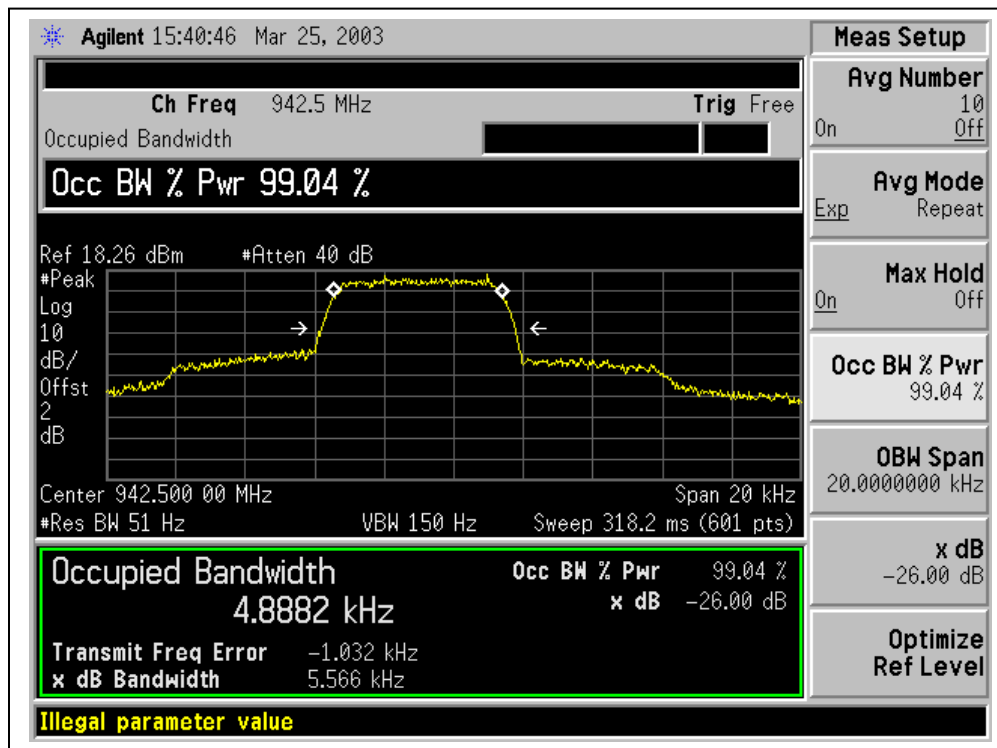 Agilent 15:40:46 Mar 25, 2003
Meas Setup
Ch Freq 942.5 MHz Trig Free
Occupied Bandwidth
Occ BW % Pwr 99.04 %
Ref 18.26 dBm #Atten 40 dB
#Peak
Log
10
dB/
Offst
2
dB
Center 942.500 00 MHz Span 20 kHz
#Res BW 51 Hz VBW 150 Hz Sweep 318.2 ms (601 pts)
Occupied Bandwidth Occ BW % Pwr 99.04 %
4.8882 kHz x dB -26.00 dB
Transmit Freq Error -1.032 kHz
x dB Bandwidth 5.566 kHz
Illegal parameter value
Avg Number
10
On Off
Avg Mode
Exp Repeat
Max Hold
On Off
Occ BW % Pwr
99.04 %
OBW Span
20.0000000 kHz
x dB
-26.00 dB
Optimize
Ref Level